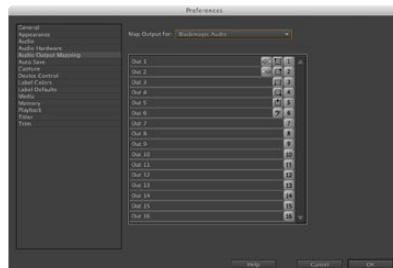 Preferences
General
Appearance
Audio
Audio Hardware
Audio Output Mapping
Auto Save
Capture
Device Control
Label Colors
Label Defaults
Media
Memory
Playback
Titler
Trim
Map Output for: Blackmagic Audio
Out 1 1
Out 2 2
Out 3 3
Out 4 4
Out 5 5
Out 6 6
Out 7 7
Out 8 8
Out 9 9
Out 10 10
Out 11 11
Out 12 12
Out 13 13
Out 14 14
Out 15 15
Out 16 16
Help Cancel OK